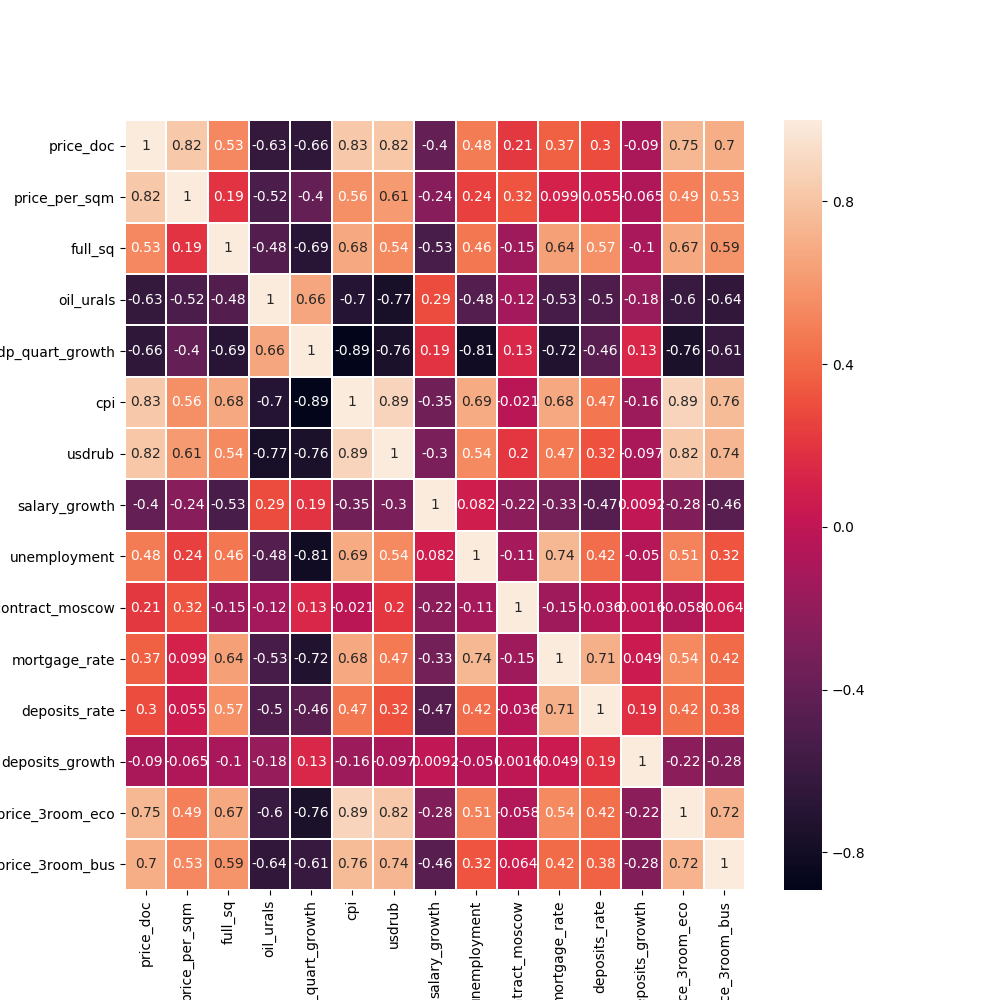 price_doc 1 0.82 0.53 -0.63 -0.66 0.83 0.82 -0.4 0.48 0.21 0.37 0.3 -0.09 0.75 0.7
price_per_sqm 0.82 1 0.19 -0.52 -0.4 0.56 0.61 -0.24 0.24 0.32 0.099 0.055 -0.065 0.49 0.53
full_sq 0.53 0.19 1 -0.48 -0.69 0.68 0.54 -0.53 0.46 -0.15 0.64 0.57 -0.1 0.67 0.59
oil_urals -0.63 -0.52 -0.48 1 0.66 -0.7 -0.77 0.29 -0.48 -0.12 -0.53 -0.5 -0.18 -0.6 -0.64
dp_quart_growth -0.66 -0.4 -0.69 0.66 1 -0.89 -0.76 0.19 -0.81 0.13 -0.72 -0.46 0.13 -0.76 -0.61
cpi 0.83 0.56 0.68 -0.7 -0.89 1 0.89 -0.35 0.69 -0.021 0.68 0.47 -0.16 0.89 0.76
usdrub 0.82 0.61 0.54 -0.77 -0.76 0.89 1 -0.3 0.54 0.2 0.47 0.32 -0.097 0.82 0.74
salary_growth -0.4 -0.24 -0.53 0.29 0.19 -0.35 -0.3 1 0.082 -0.22 -0.33 -0.47 0.0092 -0.28 -0.46
unemployment 0.48 0.24 0.46 -0.48 -0.81 0.69 0.54 0.082 1 -0.11 0.74 0.42 -0.05 0.51 0.32
ontract_moscow 0.21 0.32 -0.15 -0.12 0.13 -0.021 0.2 -0.22 -0.11 1 -0.15 -0.036 0.0016 -0.058 0.064
mortgage_rate 0.37 0.099 0.64 -0.53 -0.72 0.68 0.47 -0.33 0.74 -0.15 1 0.71 0.049 0.54 0.42
deposits_rate 0.3 0.055 0.57 -0.5 -0.46 0.47 0.32 -0.47 0.42 -0.036 0.71 1 0.19 0.42 0.38
deposits_growth -0.09 -0.065 -0.1 -0.18 0.13 -0.16 -0.097 0.0092 -0.05 0.0016 0.049 0.19 1 -0.22 -0.28
price_3room_eco 0.75 0.49 0.67 -0.6 -0.76 0.89 0.82 -0.28 0.51 -0.058 0.54 0.42 -0.22 1 0.72
price_3room_bus 0.7 0.53 0.59 -0.64 -0.61 0.76 0.74 -0.46 0.32 0.064 0.42 0.38 -0.28 0.72 1
price_doc
price_per_sqm
full_sq
oil_urals
_quart_growth
cpi
usdrub
salary_growth
nemployment
tract_moscow
mortgage_rate
deposits_rate
eposits_growth
ce_3room_eco
ce_3room_bus
0.8
0.4
0.0
−0.4
−0.8